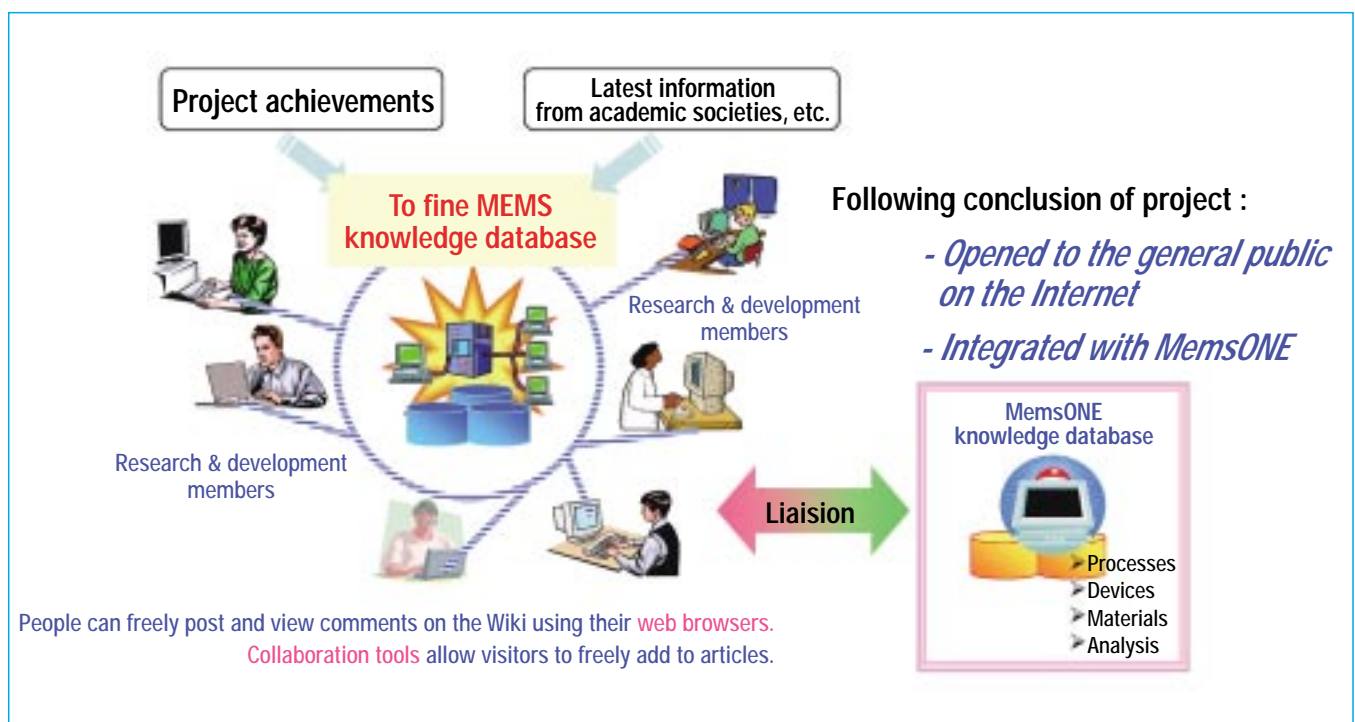 Project achievements
Latest information
from academic societies, etc.
To fine MEMS
knowledge database
Research & development
members
Research & development
members
People can freely post and view comments on the Wiki using their web browsers.
Collaboration tools allow visitors to freely add to articles.
Following conclusion of project :
- Opened to the general public
on the Internet
- Integrated with MemsONE
Liaision
MemsONE
knowledge database
➢Processes
➢Devices
➢Materials
➢Analysis